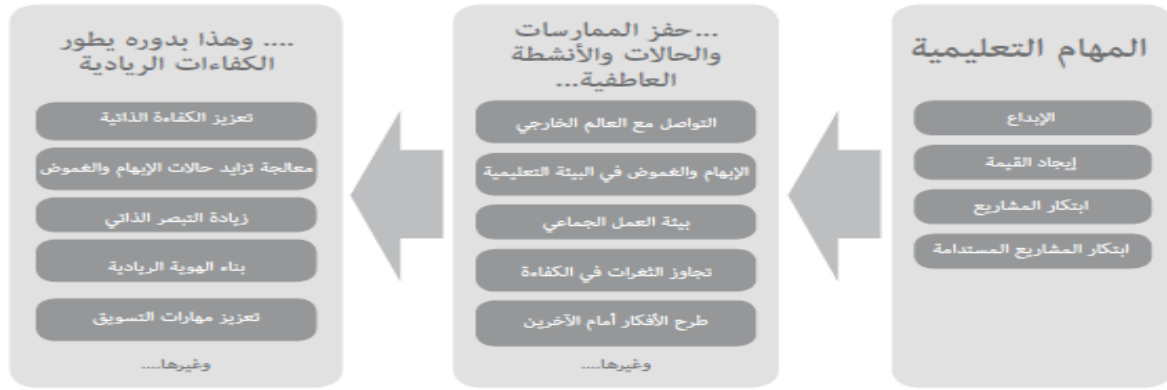 المهام التعليمية
الإبداع
إيجاد القيمة
ابتكار المشاريع
ابتكار المشاريع المستدامة
...حفز الممارسات
والحالات والأنشطة
العاطفية...
التواصل مع العالم الخارجي
الإبهام والغموض في البيئة التعليمية
بيئة العمل الجماعي
تجاوز الثغرات في الكفاءة
طرح الأفكار أمام الآخرين
وغيرها....
.... وهذا بدوره يطور
الكفاءات الريادية
تعزيز الكفاءة الذاتية
معالجة تزايد حالات الإبهام والغموض
زيادة التبصر الذاتي
بناء الهوية الريادية
تعزيز مهارات التسويق
وغيرها....